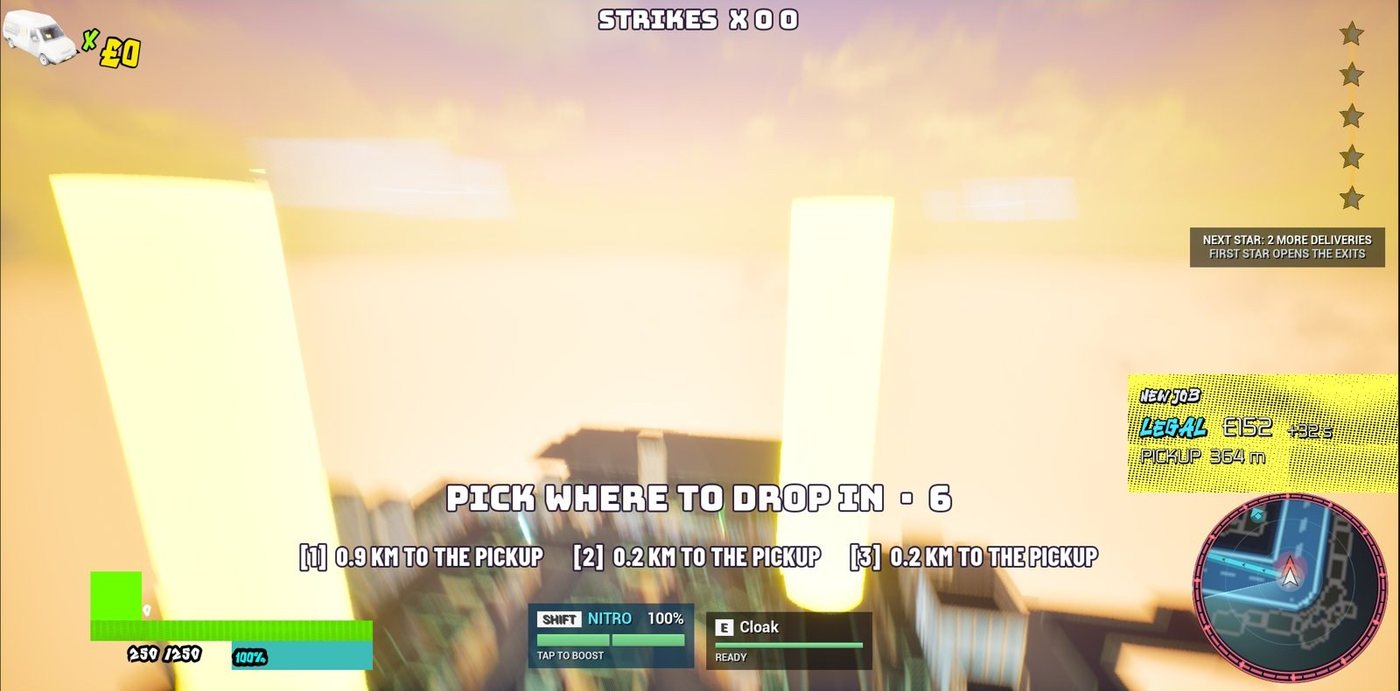 STRIKES X 0 0
X £0
NEXT STAR: 2 MORE DELIVERIES
FIRST STAR OPENS THE EXITS
NEW JOB
LEGAL £152 +32 s
PICKUP 364 m
PICK WHERE TO DROP IN · 6
[1] 0.9 KM TO THE PICKUP [2] 0.2 KM TO THE PICKUP [3] 0.2 KM TO THE PICKUP
0
250 /250 100%
SHIFT NITRO 100%
TAP TO BOOST
E Cloak
READY